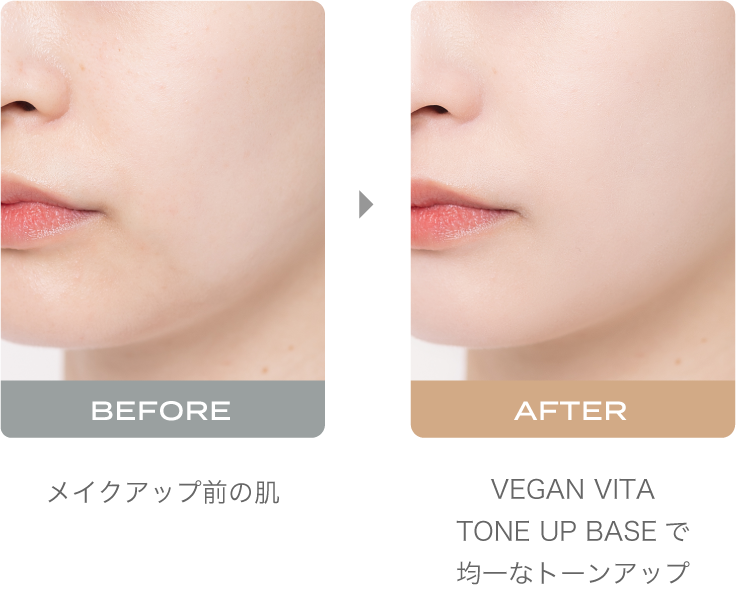 BEFORE
AFTER
メイクアップ前の肌
VEGAN VITA
TONE UP BASE で
均一なトーンアップ